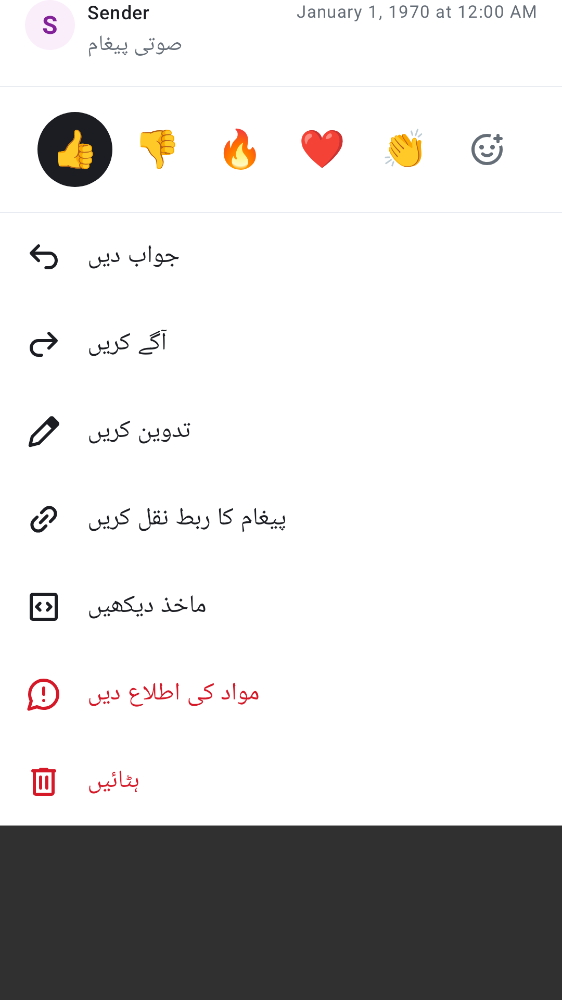 S
Sender
January 1, 1970 at 12:00 AM
صوتی پیغام
جواب دیں
آگے کریں
تدوین کریں
پیغام کا ربط نقل کریں
ماخذ دیکھیں
مواد کی اطلاع دیں
ہٹائیں